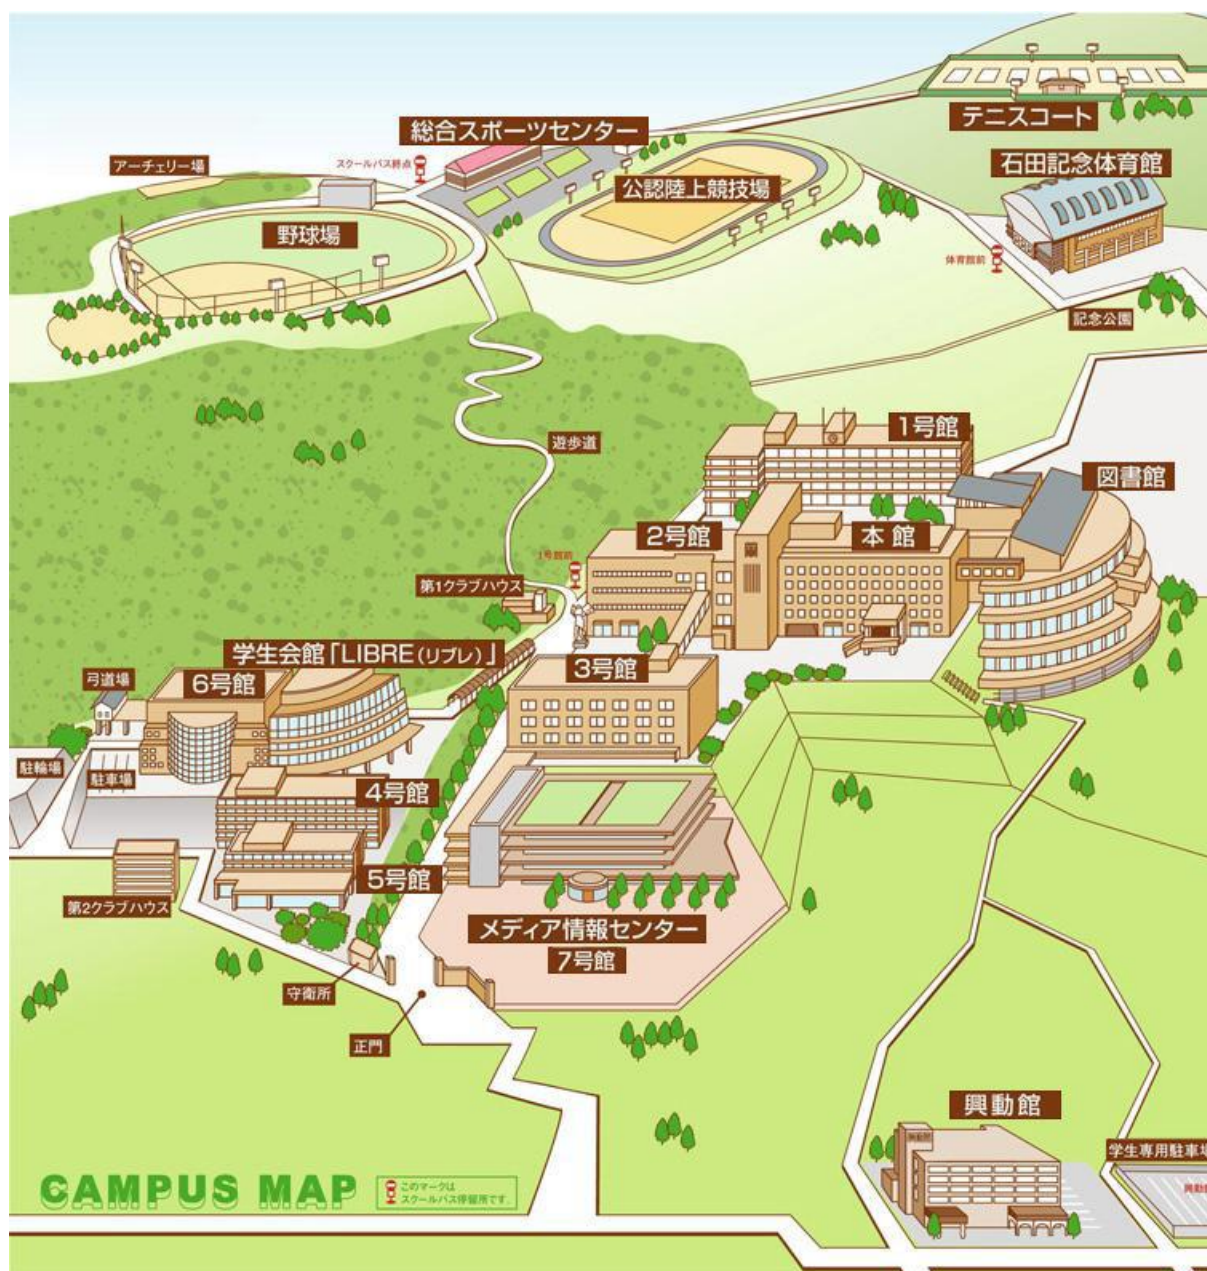 テニスコート
総合スポーツセンター
スクールバス終点
アーチェリー場
石田記念体育館
公認陸上競技場
野球場
体育館前
記念公園
1号館
遊歩道
図書館
2号館
本館
1号館前
第1クラブハウス
学生会館「LIBRE(リブレ)」
3号館
弓道場
6号館
駐輪場
駐車場
4号館
5号館
第2クラブハウス
メディア情報センター
7号館
守衛所
正門
興動館
学生専用駐車場
CAMPUS MAP
このマークは
スクールバス停留所です。